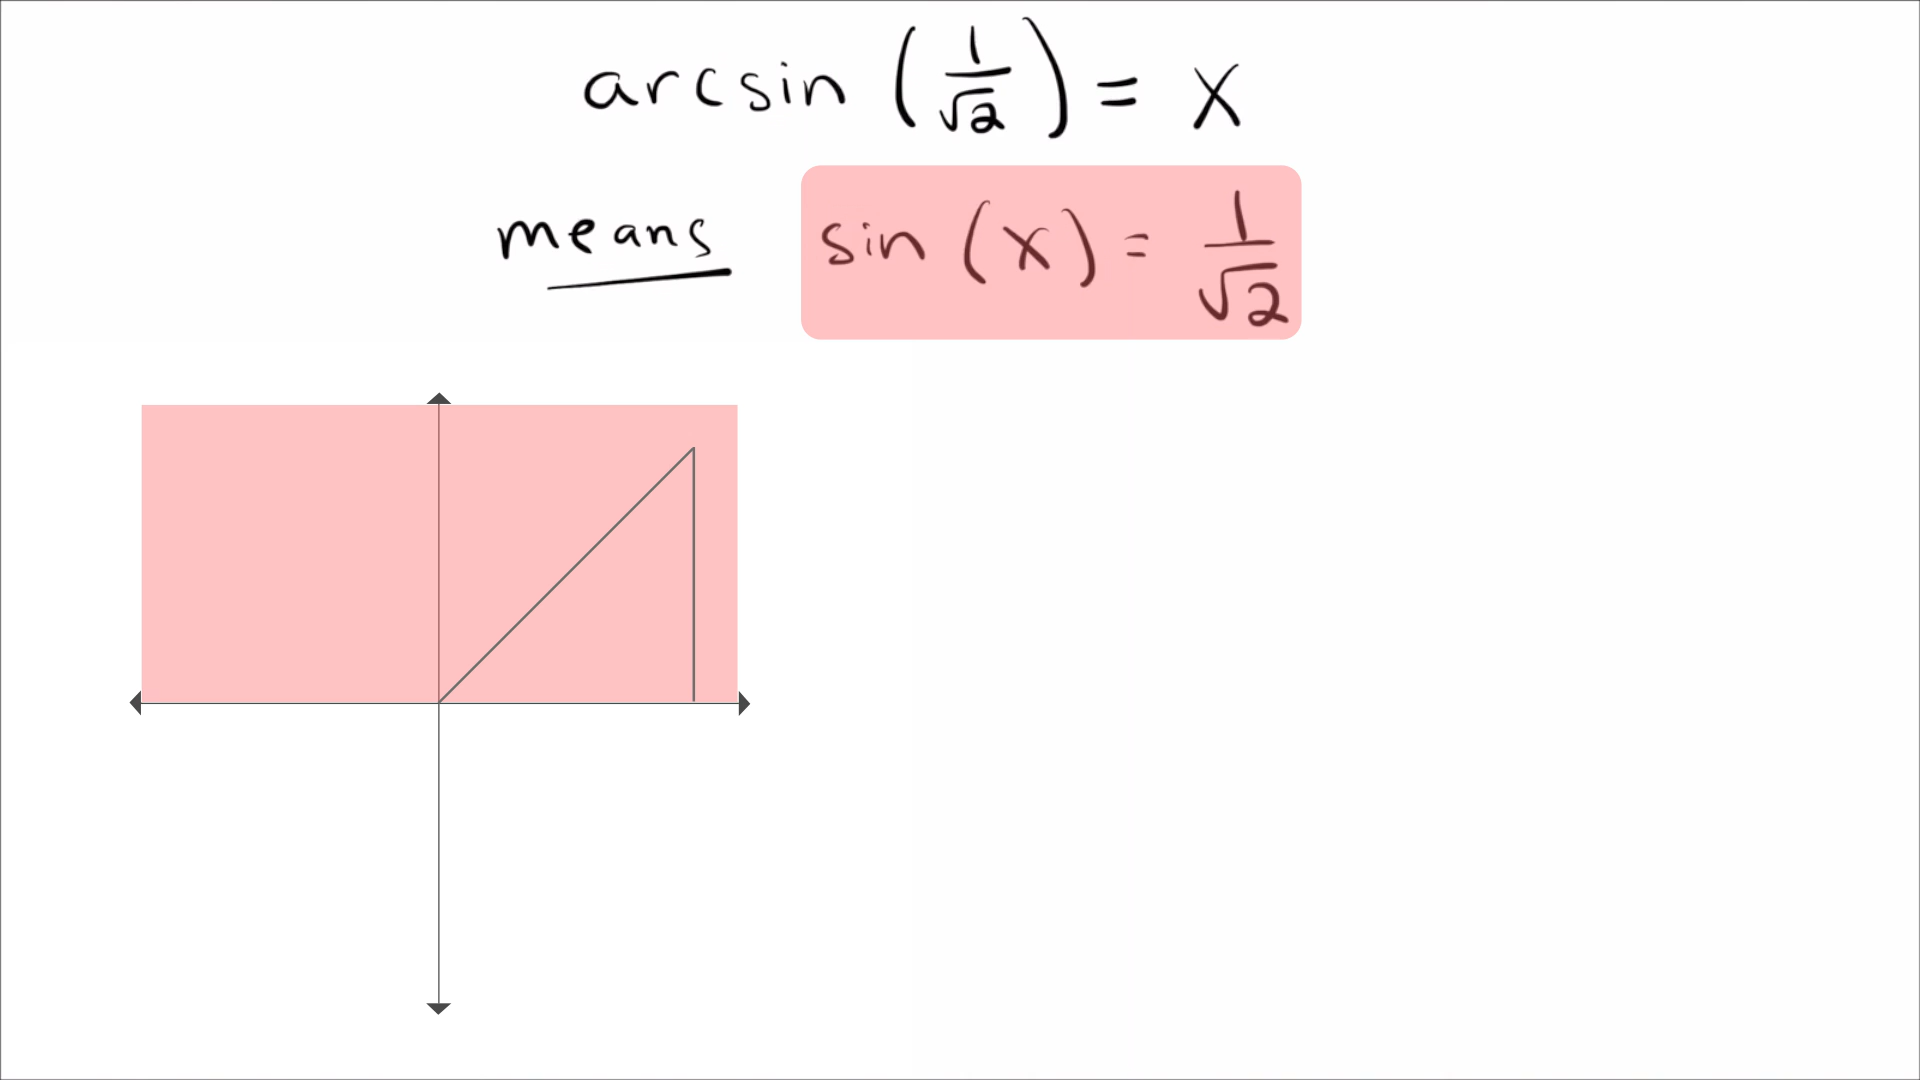 arcsin (1/√2) = x
means sin (x) = 1/√2